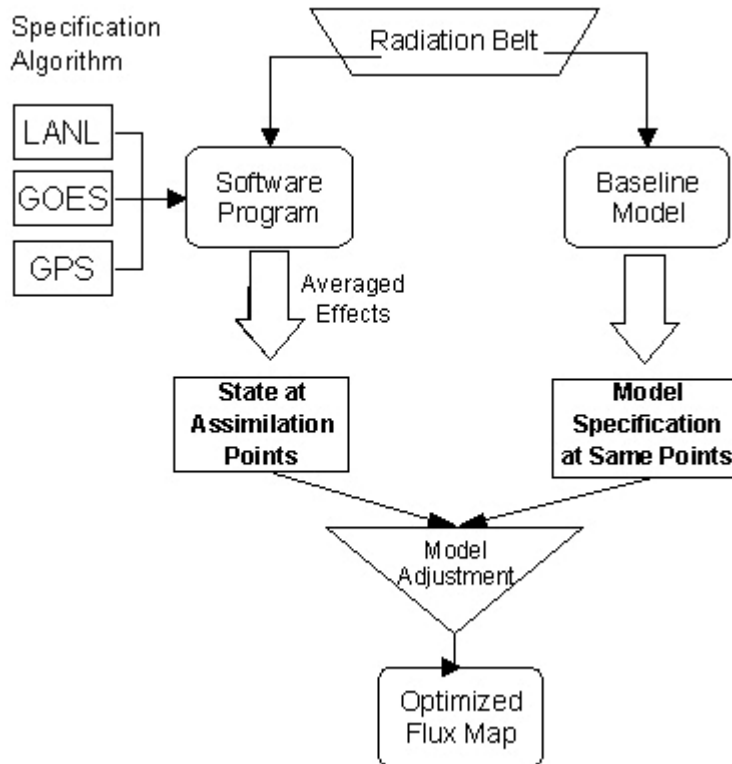 Specification
Algorithm
Radiation Belt
LANL
GOES
GPS
Software
Program
Baseline
Model
Averaged
Effects
State at
Assimilation
Points
Model
Specification
at Same Points
Model
Adjustment
Optimized
Flux Map